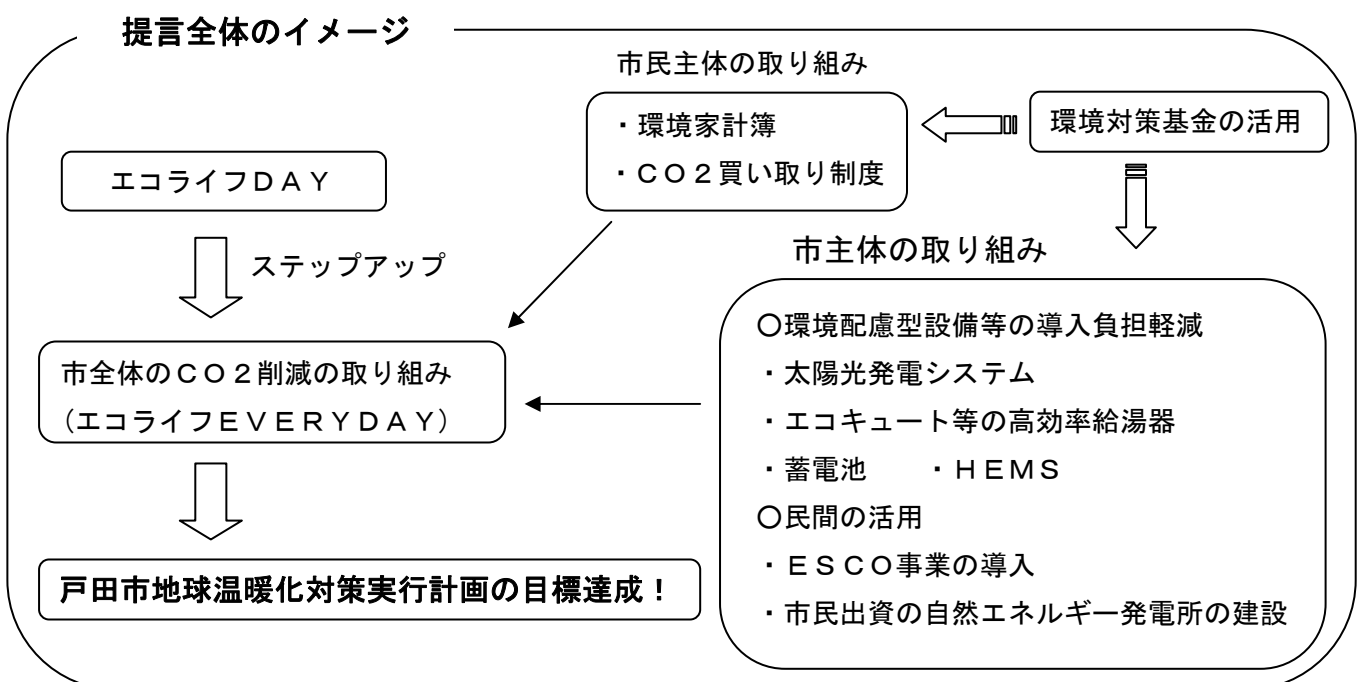 提言全体のイメージ
市民主体の取り組み
・環境家計簿
・CO2買い取り制度
環境対策基金の活用
エコライフDAY
ステップアップ
市主体の取り組み
〇環境配慮型設備等の導入負担軽減
・太陽光発電システム
・エコキュート等の高効率給湯器
・蓄電池　　・HEMS
〇民間の活用
・ESCO事業の導入
・市民出資の自然エネルギー発電所の建設
市全体のCO2削減の取り組み
(エコライフEVERYDAY)
戸田市地球温暖化対策実行計画の目標達成！